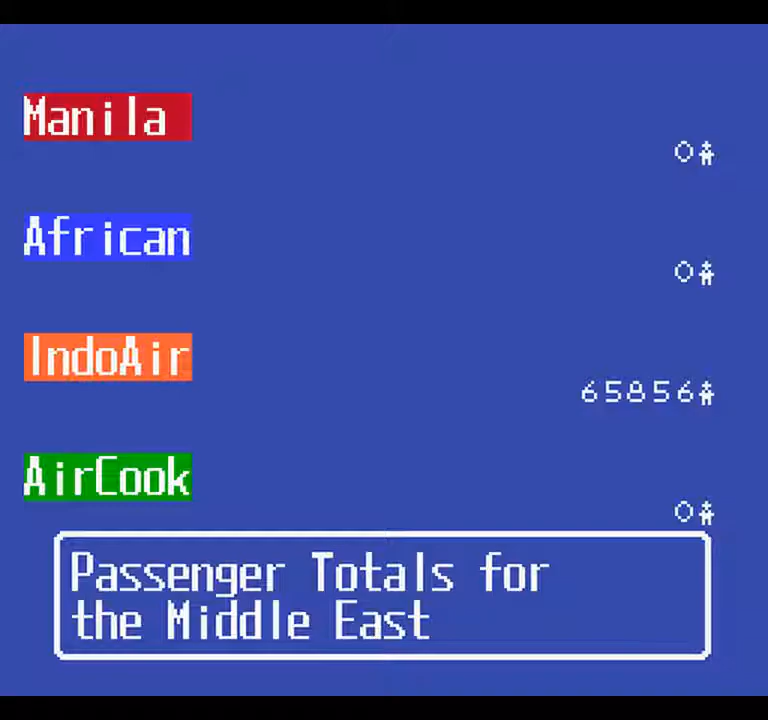 Manila
0
African
0
IndoAir
65856
AirCook
0
Passenger Totals for
the Middle East